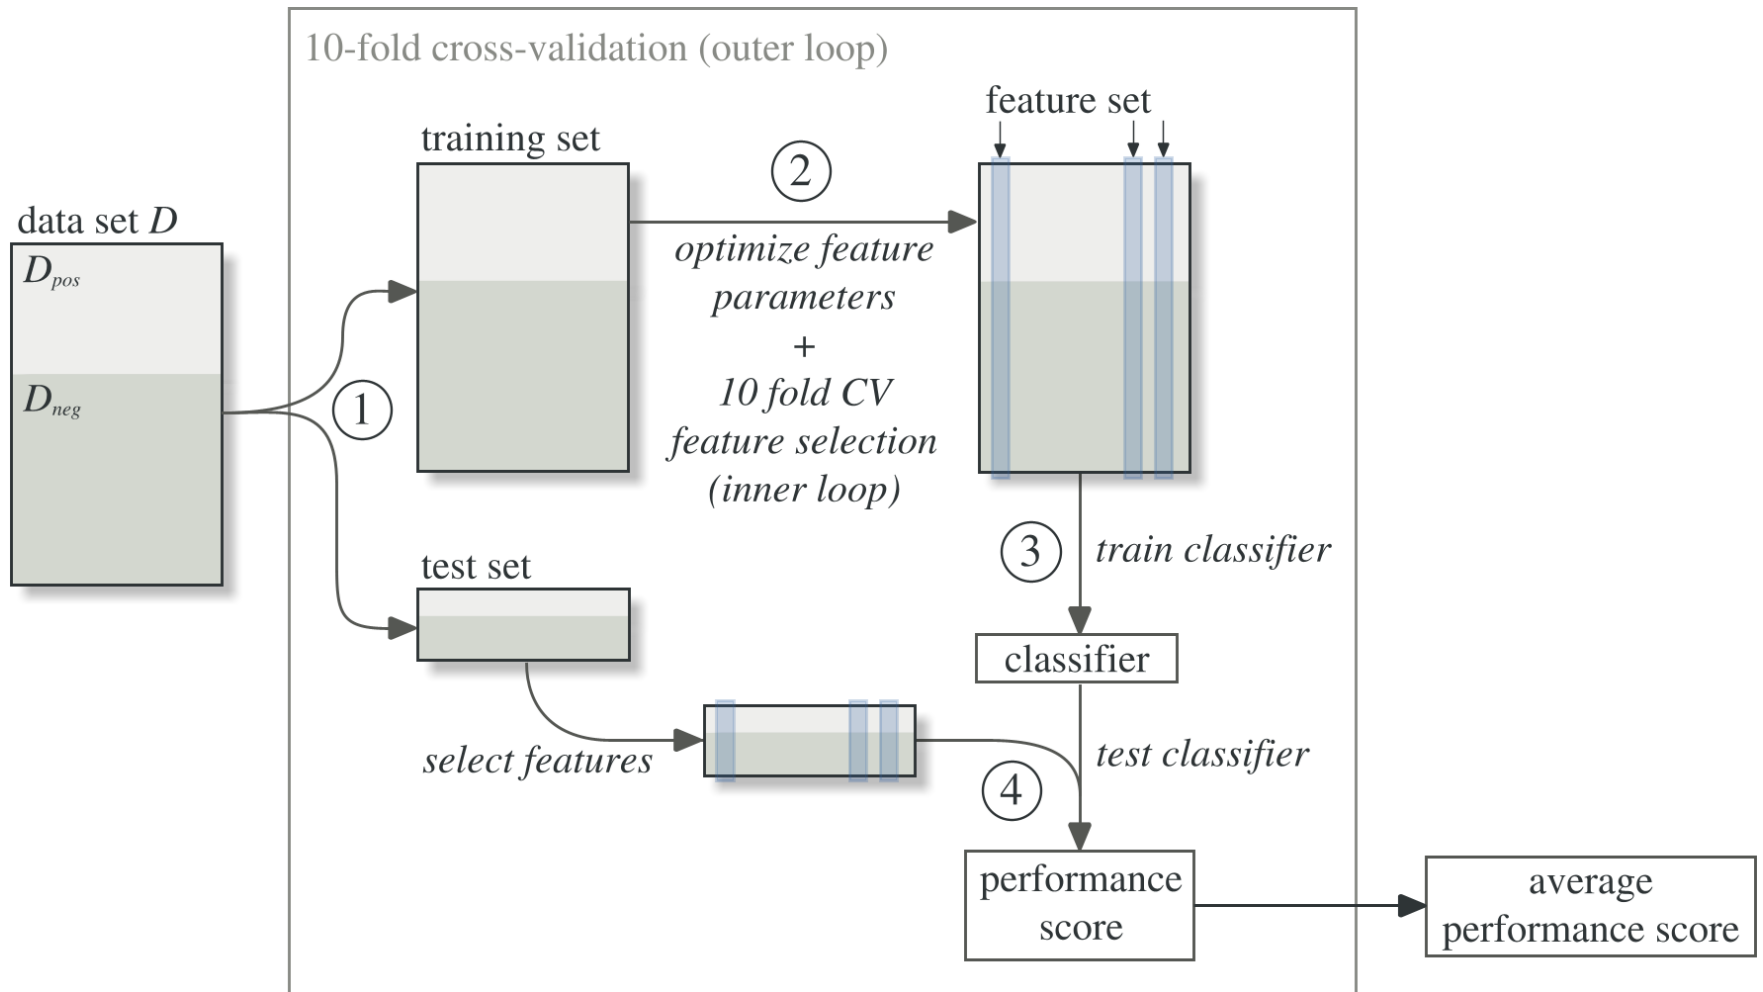 10-fold cross-validation (outer loop)
feature set
training set
2
data set D
D_pos
optimize feature
parameters
+
10 fold CV
feature selection
(inner loop)
D_neg
1
3
train classifier
test set
classifier
select features
test classifier
4
performance
score
average
performance score